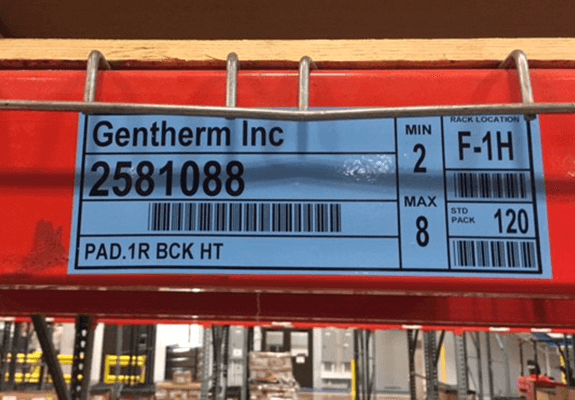 Gentherm Inc
2581088
PAD.1R BCK HT
MIN
2
MAX
8
RACK LOCATION
F-1H
STD
PACK
120